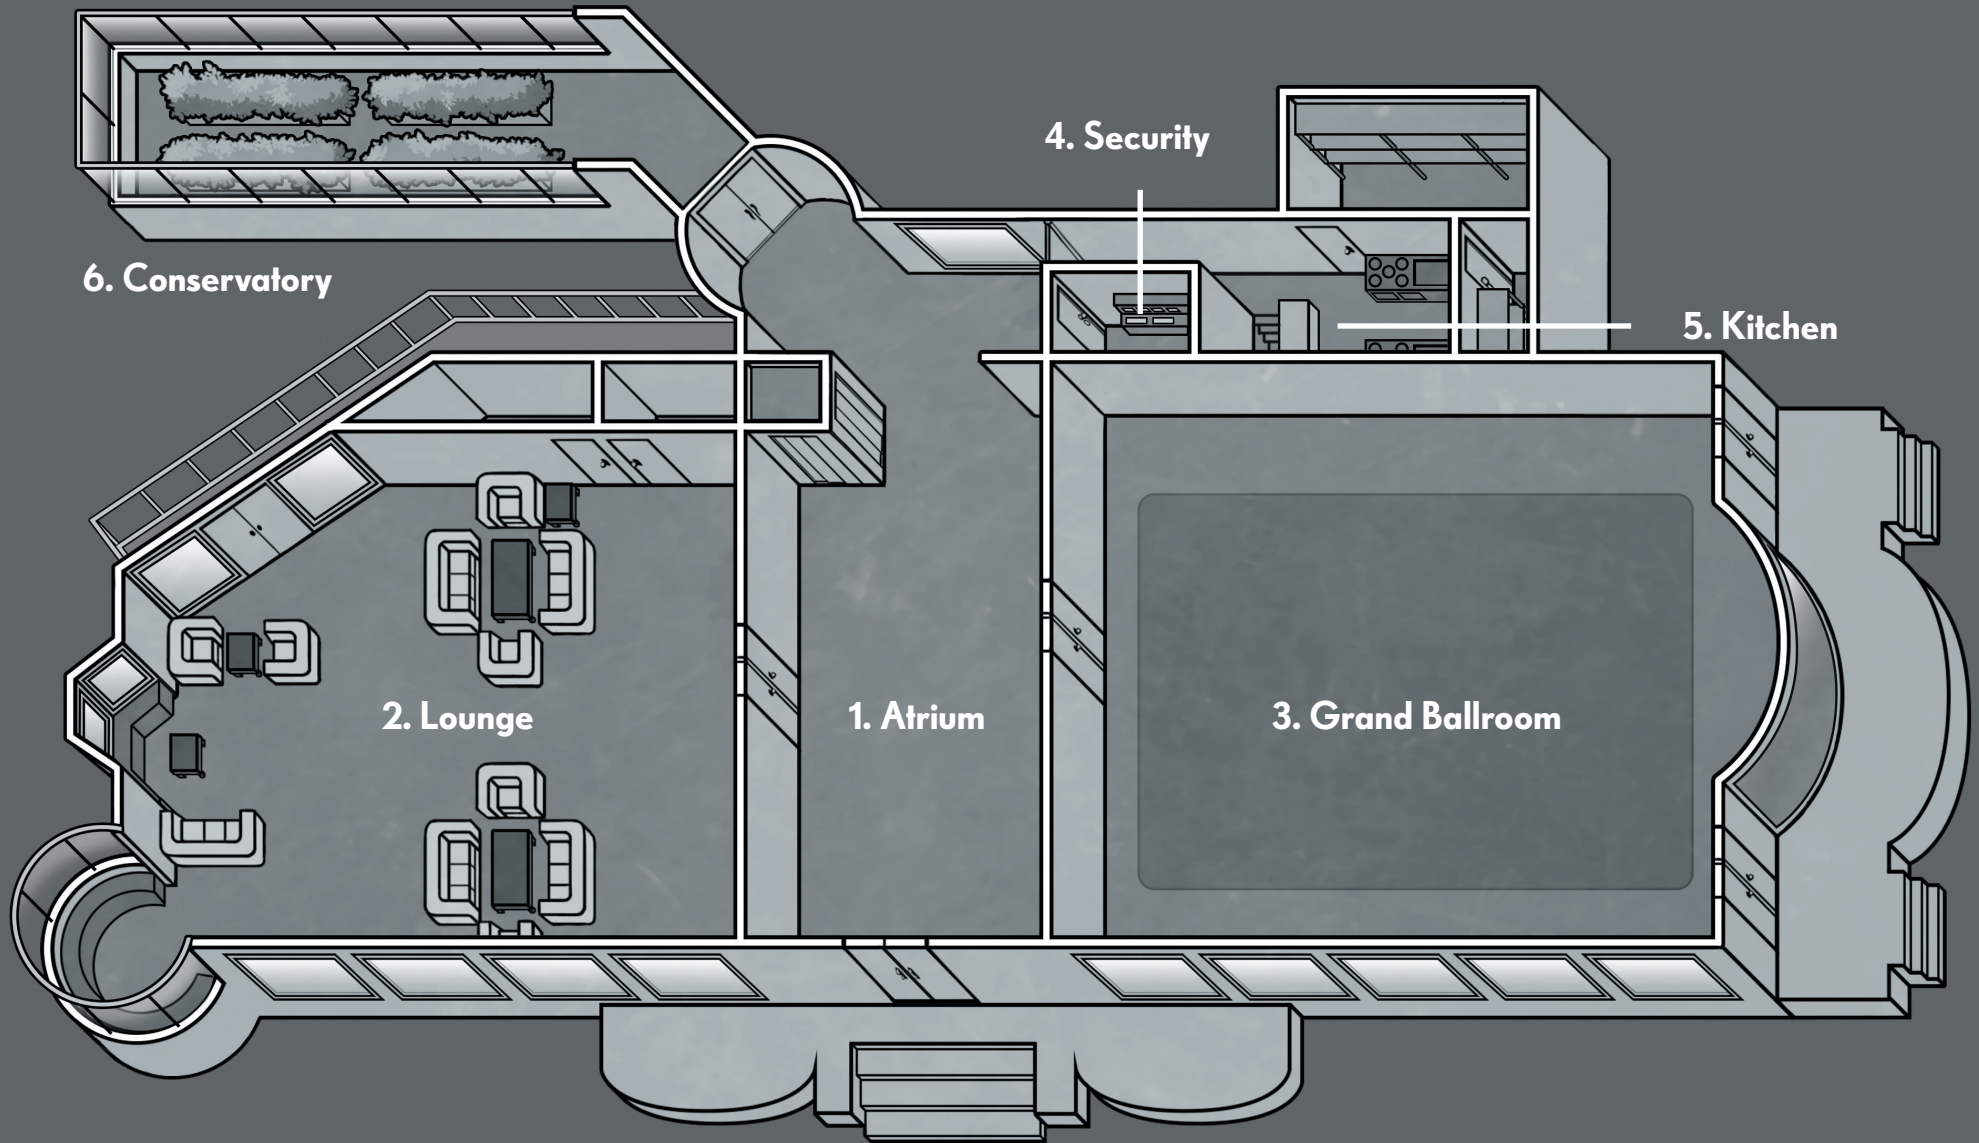 4. Security
6. Conservatory
5. Kitchen
2. Lounge
1. Atrium
3. Grand Ballroom